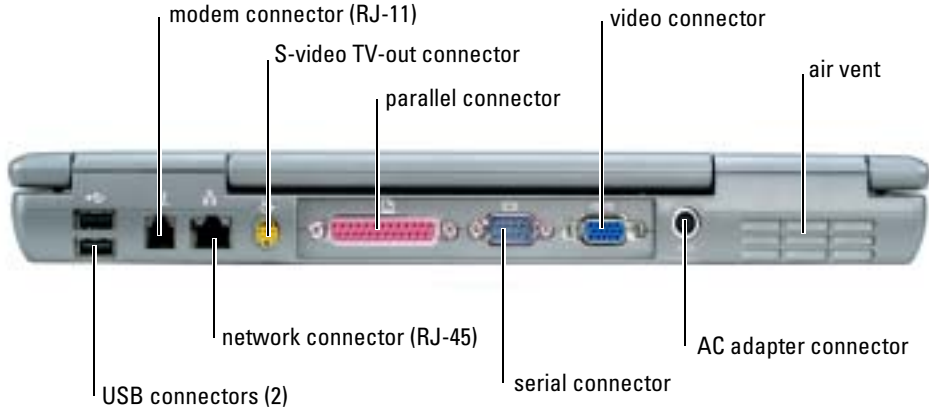 modem connector (RJ-11)
video connector
S-video TV-out connector
air vent
parallel connector
network connector (RJ-45)
AC adapter connector
serial connector
USB connectors (2)